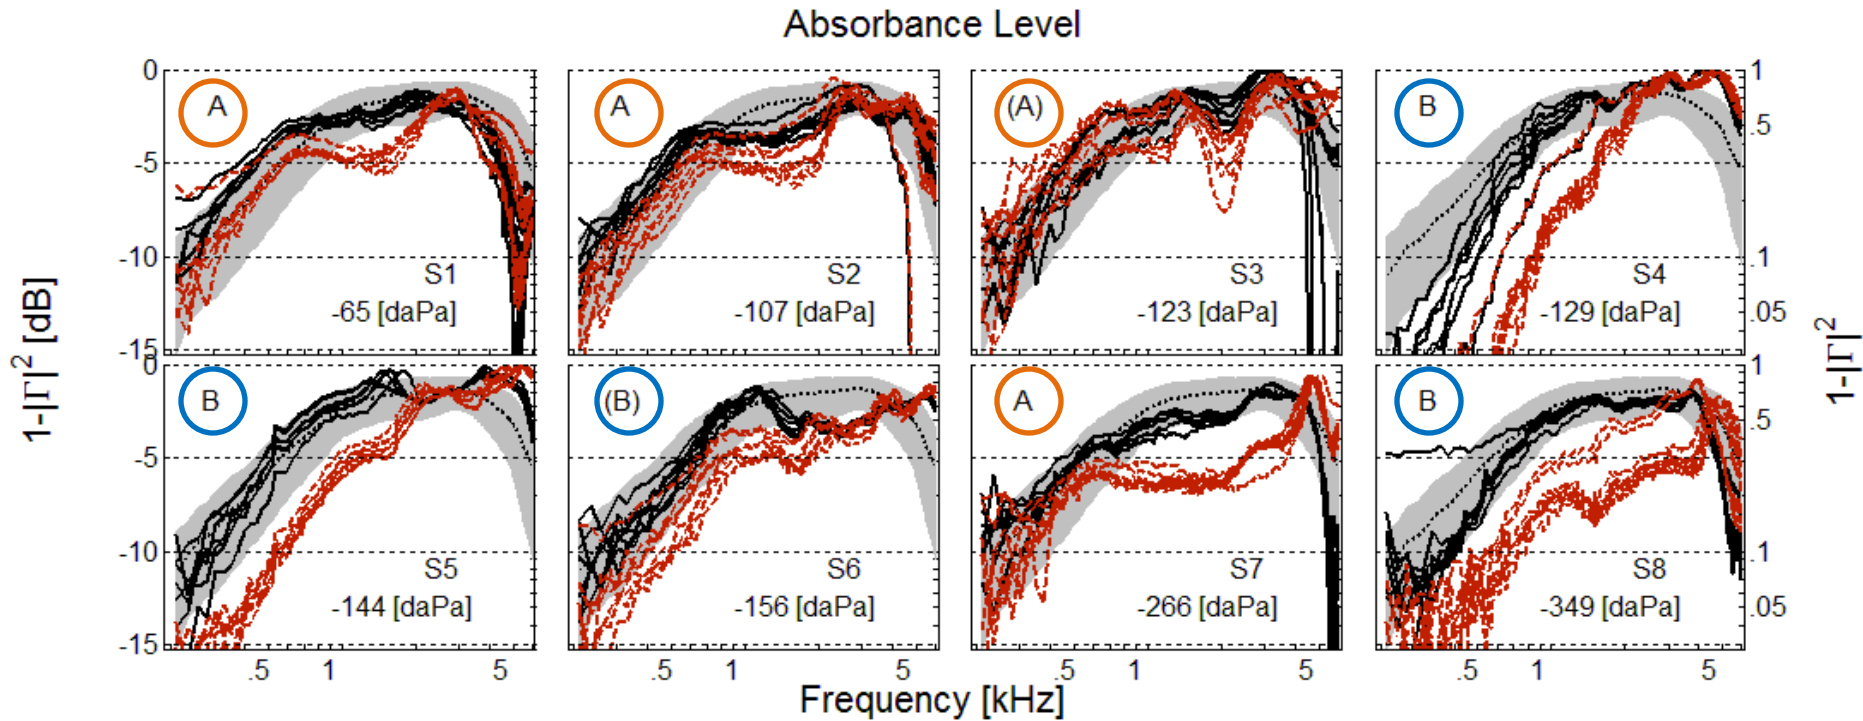 Absorbance Level
1-|Γ|² [dB]
0
-5
-10
-15
A
S1
-65 [daPa]
A
S2
-107 [daPa]
(A)
S3
-123 [daPa]
B
S4
-129 [daPa]
1
.5
.1
.05
0
-5
-10
-15
B
S5
-144 [daPa]
(B)
S6
-156 [daPa]
A
S7
-266 [daPa]
B
S8
-349 [daPa]
1
.5
.1
.05
1-|Γ|²
.5 1 5
.5 1 5
.5 1 5
.5 1 5
Frequency [kHz]